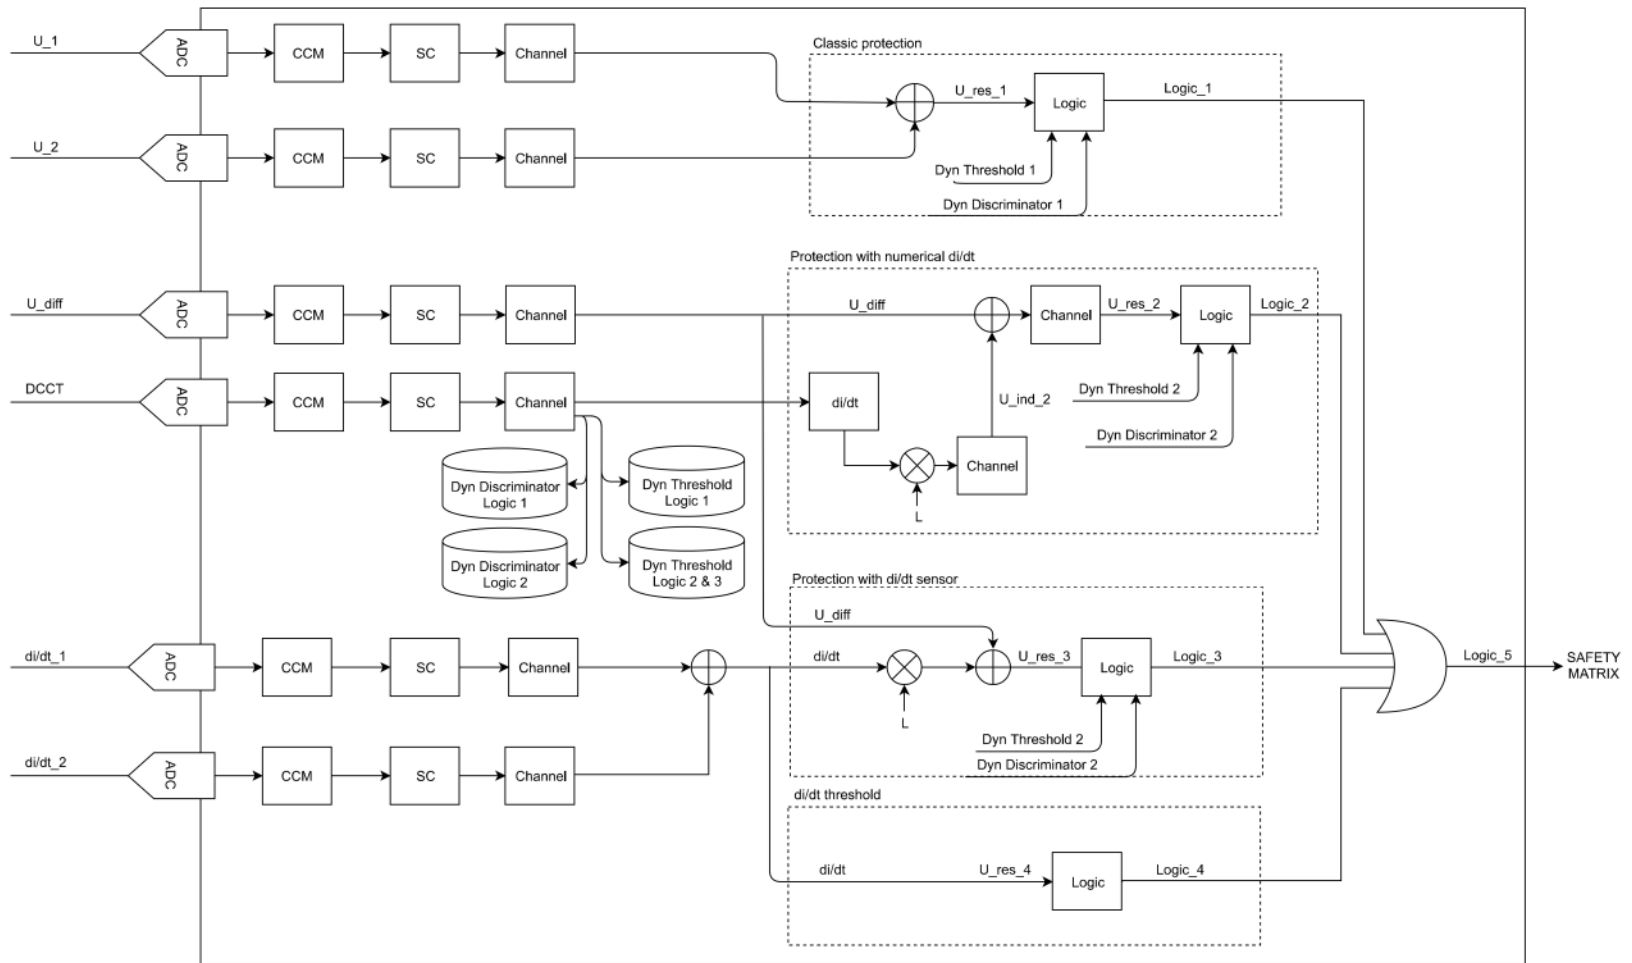 U_1
ADC
CCM
SC
Channel
Classic protection
U_res_1
Logic
Logic_1
U_2
ADC
CCM
SC
Channel
Dyn Threshold 1
Dyn Discriminator 1
Protection with numerical di/dt
U_diff
ADC
CCM
SC
Channel
U_diff
Channel
U_res_2
Logic
Logic_2
DCCT
ADC
CCM
SC
Channel
di/dt
U_ind_2
Dyn Threshold 2
Dyn Discriminator 2
Channel
L
Dyn Discriminator
Logic 1
Dyn Threshold
Logic 1
Dyn Discriminator
Logic 2
Dyn Threshold
Logic 2 & 3
Protection with di/dt sensor
U_diff
di/dt_1
ADC
CCM
SC
Channel
di/dt
L
U_res_3
Logic
Logic_3
Logic_5
SAFETY
MATRIX
Dyn Threshold 2
Dyn Discriminator 2
di/dt_2
ADC
CCM
SC
Channel
di/dt threshold
di/dt
U_res_4
Logic
Logic_4